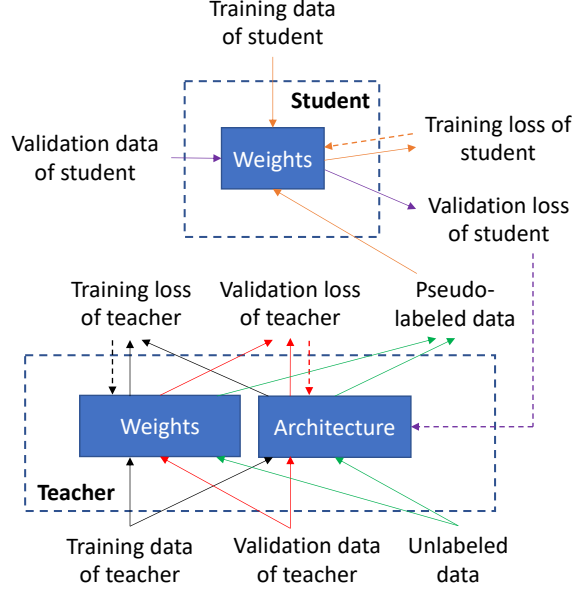 Training data
of student
Student
Weights
Training loss of
student
Validation data
of student
Validation loss
of student
Training loss
of teacher
Validation loss
of teacher
Pseudo-
labeled data
Weights
Architecture
Teacher
Training data
of teacher
Validation data
of teacher
Unlabeled
data